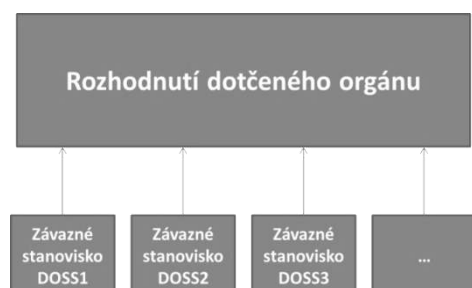 Rozhodnutí dotčeného orgánu
Závazné
stanovisko
DOSS1
Závazné
stanovisko
DOSS2
Závazné
stanovisko
DOSS3
...